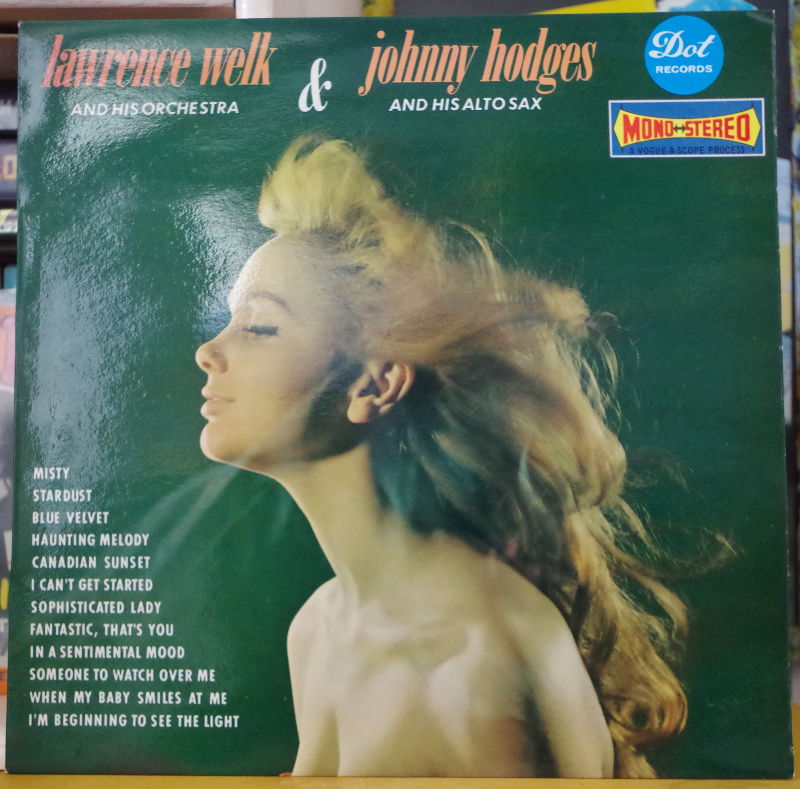 lawrence welk
AND HIS ORCHESTRA
&
johnny hodges
AND HIS ALTO SAX
Dot
RECORDS
MONO↔STEREO
A VOGUE A SCOPE PROCESS
MISTY
STARDUST
BLUE VELVET
HAUNTING MELODY
CANADIAN SUNSET
I CAN'T GET STARTED
SOPHISTICATED LADY
FANTASTIC, THAT'S YOU
IN A SENTIMENTAL MOOD
SOMEONE TO WATCH OVER ME
WHEN MY BABY SMILES AT ME
I'M BEGINNING TO SEE THE LIGHT